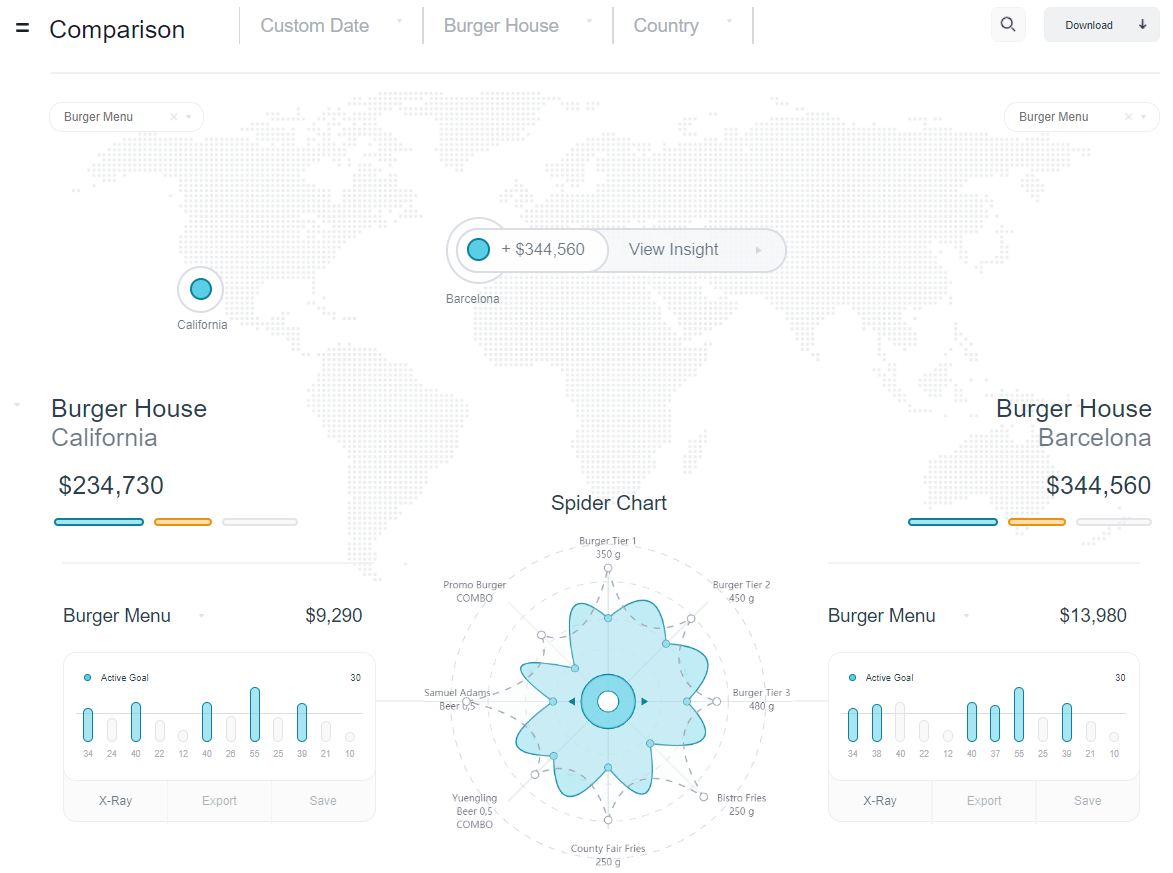 Comparison
Custom Date
Burger House
Country
Download
Burger Menu
Burger Menu
+ $344,560
View Insight
Barcelona
California
Burger House
California
$234,730
Burger House
Barcelona
$344,560
Burger Menu
$9,290
Active Goal
30
34 24 40 22 12 40 26 55 25 39 21 10
X-Ray
Export
Save
Spider Chart
Burger Tier 1
350 g
Burger Tier 2
450 g
Burger Tier 3
480 g
Bistro Fries
250 g
County Fair Fries
250 g
Yuengling
Beer 0,5
COMBO
Samuel Adams
Beer 0,5
Promo Burger
COMBO
Burger Menu
$13,980
Active Goal
30
34 38 40 22 12 40 37 55 25 39 21 10
X-Ray
Export
Save